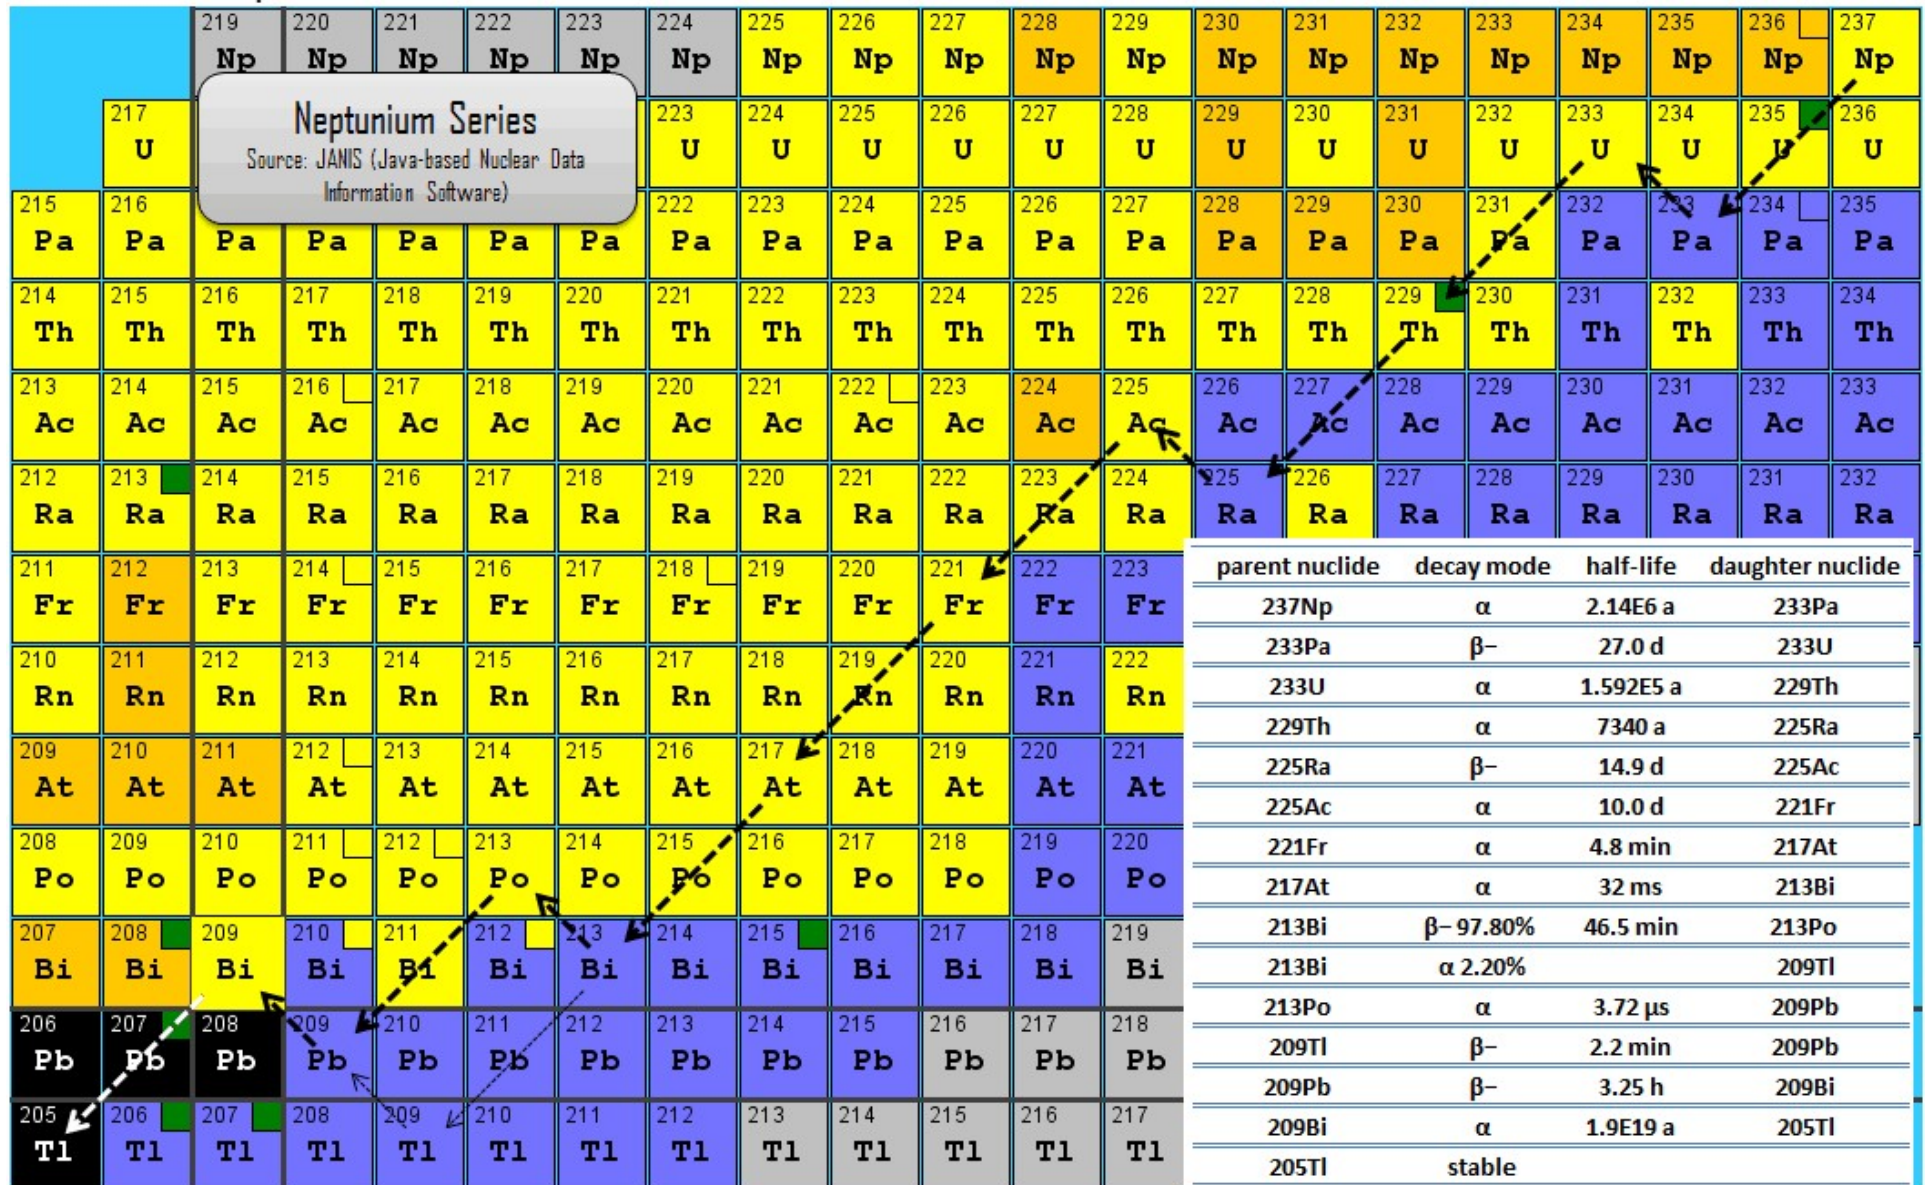 219 220 221 222 223 224 225 226 227 228 229 230 231 232 233 234 235 236 237
Np Np Np Np Np Np Np Np Np Np Np Np Np Np Np Np Np Np Np
Neptunium Series
Source: JANIS (Java-based Nuclear Data
Information Software)
217 223 224 225 226 227 228 229 230 231 232 233 234 235 236
U U U U U U U U U U U U U U U
215 216 222 223 224 225 226 227 228 229 230 231 232 233 234 235
Pa Pa Pa Pa Pa Pa Pa Pa Pa Pa Pa Pa Pa Pa Pa Pa Pa Pa Pa Pa Pa
214 215 216 217 218 219 220 221 222 223 224 225 226 227 228 229 230 231 232 233 234
Th Th Th Th Th Th Th Th Th Th Th Th Th Th Th Th Th Th Th Th Th
213 214 215 216 217 218 219 220 221 222 223 224 225 226 227 228 229 230 231 232 233
Ac Ac Ac Ac Ac Ac Ac Ac Ac Ac Ac Ac Ac Ac Ac Ac Ac Ac Ac Ac Ac
212 213 214 215 216 217 218 219 220 221 222 223 224 225 226 227 228 229 230 231 232
Ra Ra Ra Ra Ra Ra Ra Ra Ra Ra Ra Ra Ra Ra Ra Ra Ra Ra Ra Ra Ra
211 212 213 214 215 216 217 218 219 220 221 222 223
Fr Fr Fr Fr Fr Fr Fr Fr Fr Fr Fr Fr Fr
210 211 212 213 214 215 216 217 218 219 220 221 222
Rn Rn Rn Rn Rn Rn Rn Rn Rn Rn Rn Rn Rn
209 210 211 212 213 214 215 216 217 218 219 220 221
At At At At At At At At At At At At At
208 209 210 211 212 213 214 215 216 217 218 219 220
Po Po Po Po Po Po Po Po Po Po Po Po Po
207 208 209 210 211 212 213 214 215 216 217 218 219
Bi Bi Bi Bi Bi Bi Bi Bi Bi Bi Bi Bi Bi
206 207 208 209 210 211 212 213 214 215 216 217 218
Pb Pb Pb Pb Pb Pb Pb Pb Pb Pb Pb Pb Pb
205 206 207 208 209 210 211 212 213 214 215 216 217
Tl Tl Tl Tl Tl Tl Tl Tl Tl Tl Tl Tl Tl
parent nuclide decay mode half-life daughter nuclide
237Np α 2.14E6 a 233Pa
233Pa β− 27.0 d 233U
233U α 1.592E5 a 229Th
229Th α 7340 a 225Ra
225Ra β− 14.9 d 225Ac
225Ac α 10.0 d 221Fr
221Fr α 4.8 min 217At
217At α 32 ms 213Bi
213Bi β− 97.80% 46.5 min 213Po
213Bi α 2.20% 209Tl
213Po α 3.72 μs 209Pb
209Tl β− 2.2 min 209Pb
209Pb β− 3.25 h 209Bi
209Bi α 1.9E19 a 205Tl
205Tl stable